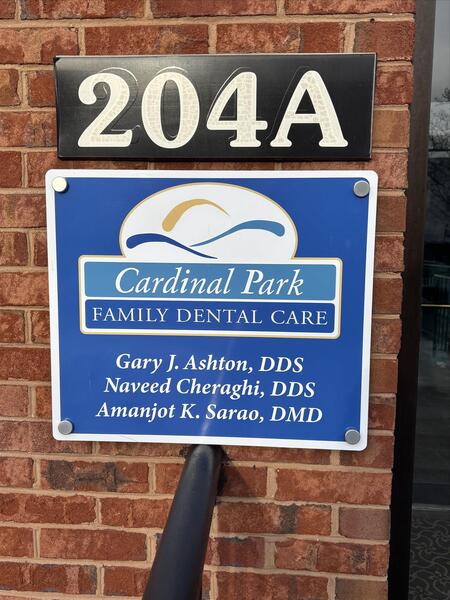 204A
Cardinal Park
FAMILY DENTAL CARE
Gary J. Ashton, DDS
Naveed Cheraghi, DDS
Amanjot K. Sarao, DMD